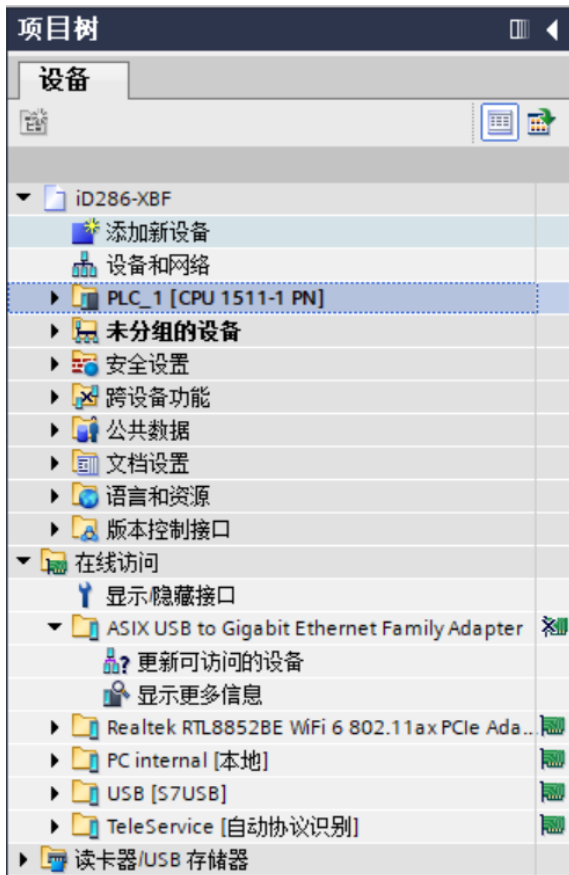 项目树
设备
iD286-XBF
添加新设备
设备和网络
PLC_1 [CPU 1511-1 PN]
未分组的设备
安全设置
跨设备功能
公共数据
文档设置
语言和资源
版本控制接口
在线访问
显示/隐藏接口
ASIX USB to Gigabit Ethernet Family Adapter
更新可访问的设备
显示更多信息
Realtek RTL8852BE WiFi 6 802.11ax PCIe Ada...
PC internal [本地]
USB [S7USB]
TeleService [自动协议识别]
读卡器/USB 存储器